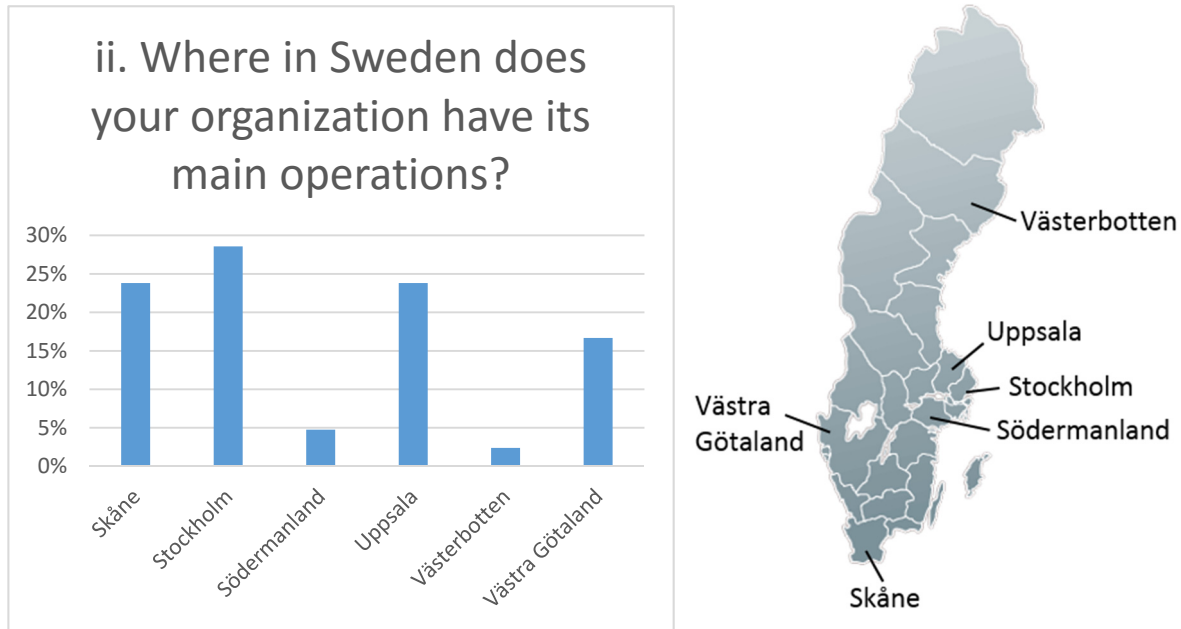 ii. Where in Sweden does
your organization have its
main operations?
30%
25%
20%
15%
10%
5%
0%
Skåne
Stockholm
Södermanland
Uppsala
Västerbotten
Västra Götaland
Västerbotten
Uppsala
Stockholm
Södermanland
Västra
Götaland
Skåne